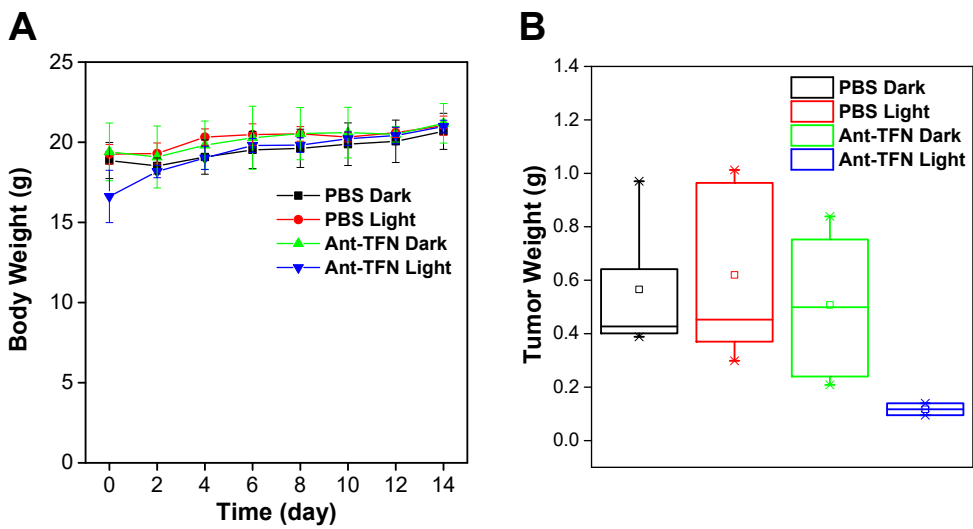 A
25
20
15
10
5
0
Body Weight (g)
PBS Dark
PBS Light
Ant-TFN Dark
Ant-TFN Light
0 2 4 6 8 10 12 14
Time (day)
B
1.4
1.2
1.0
0.8
0.6
0.4
0.2
0.0
Tumor Weight (g)
PBS Dark
PBS Light
Ant-TFN Dark
Ant-TFN Light